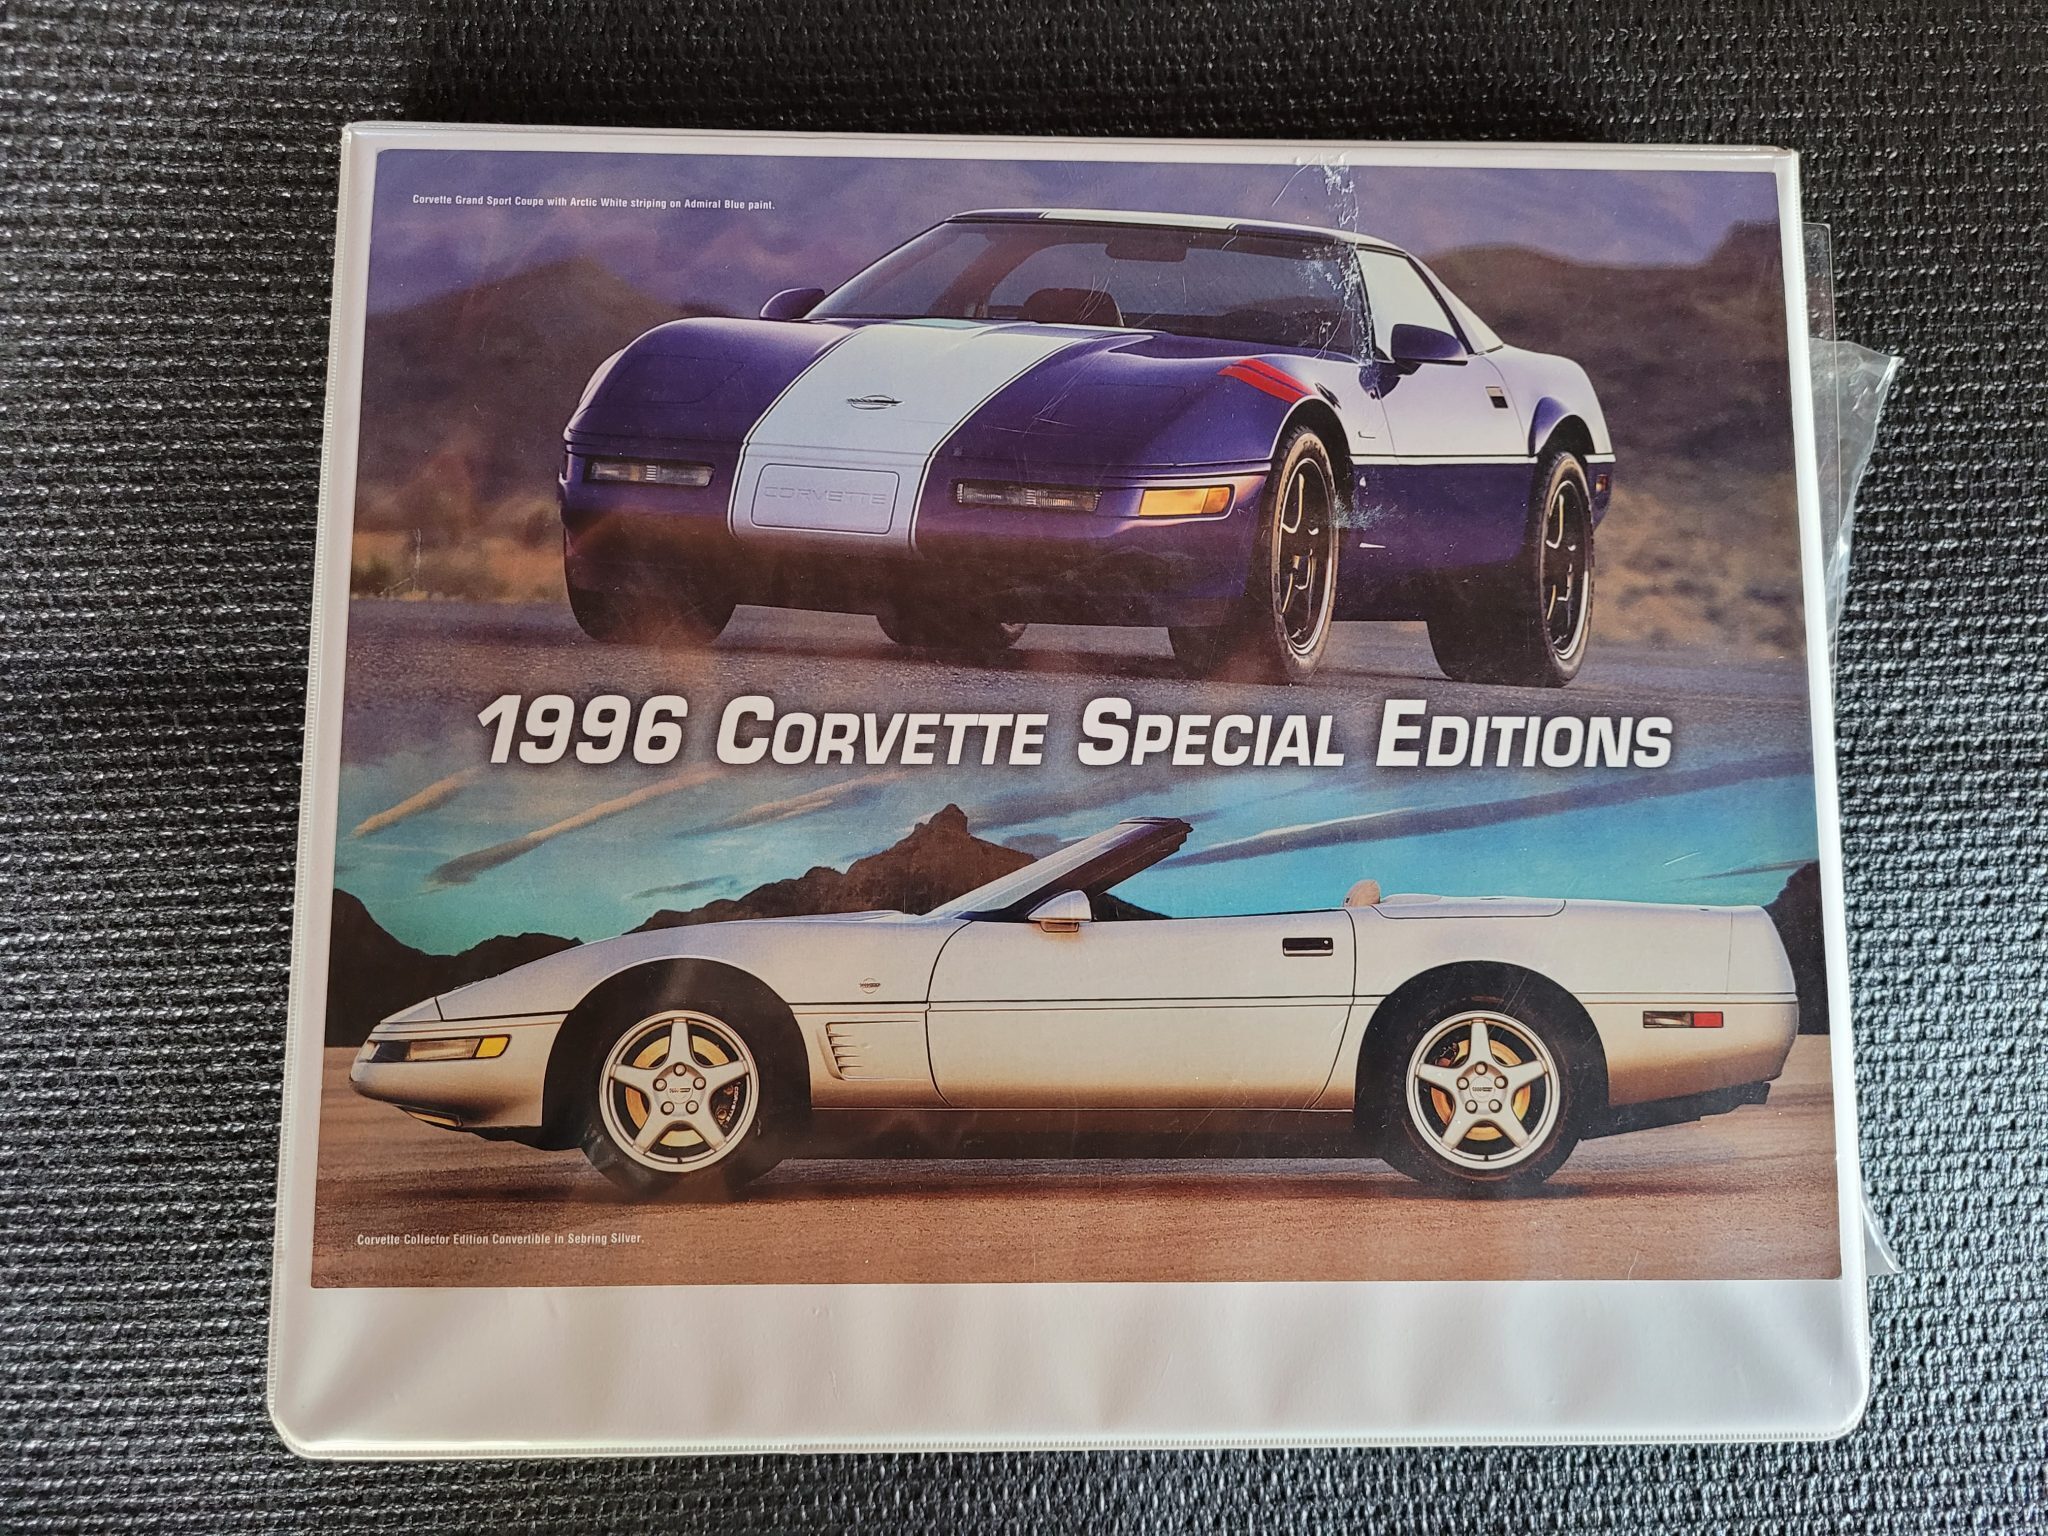 Corvette Grand Sport Coupe with Arctic White striping on Admiral Blue paint.
CORVETTE
1996 CORVETTE SPECIAL EDITIONS
Corvette Collector Edition Convertible in Sebring Silver.